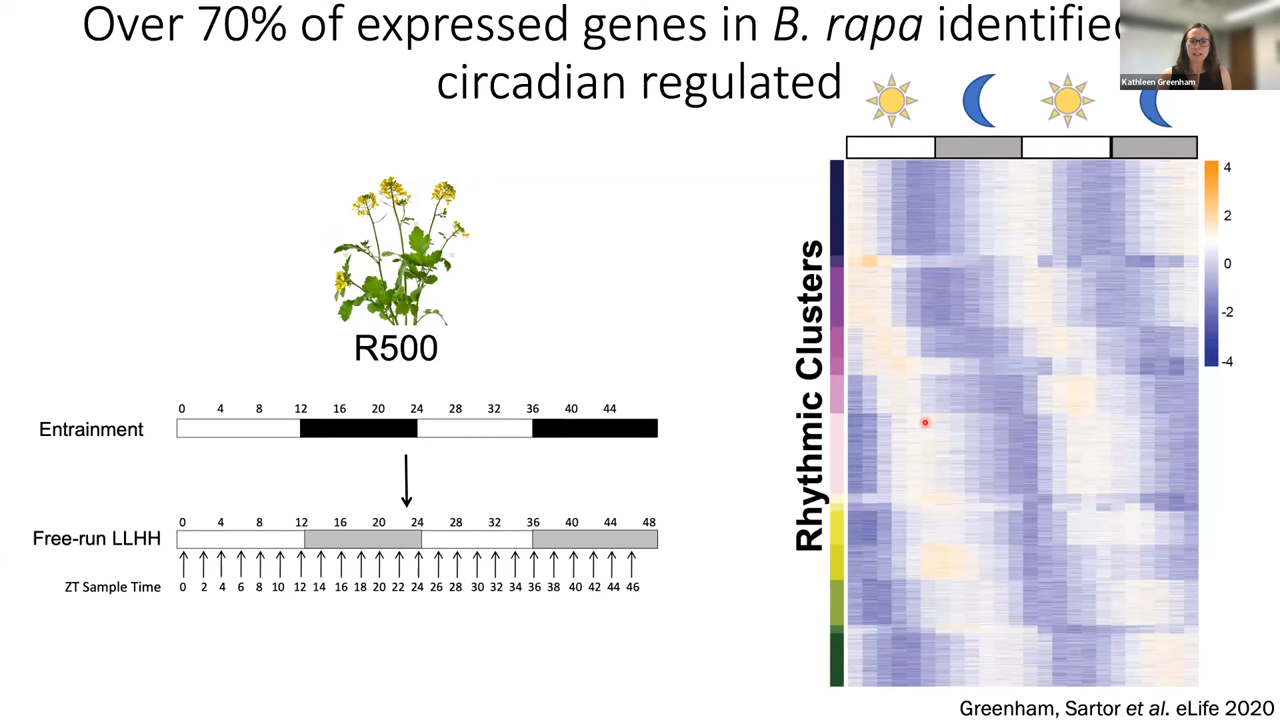 Over 70% of expressed genes in B. rapa identified
circadian regulated
Kathleen Greenham
R500
0 4 8 12 16 20 24 28 32 36 40 44
Entrainment
0 4 8 12 16 20 24 28 32 36 40 44 48
Free-run LLHH
ZT Sample Time 0 2 4 6 8 10 12 14 16 18 20 22 24 26 28 30 32 34 36 38 40 42 44 46
Rhythmic Clusters
4
2
0
-2
-4
Greenham, Sartor et al. eLife 2020